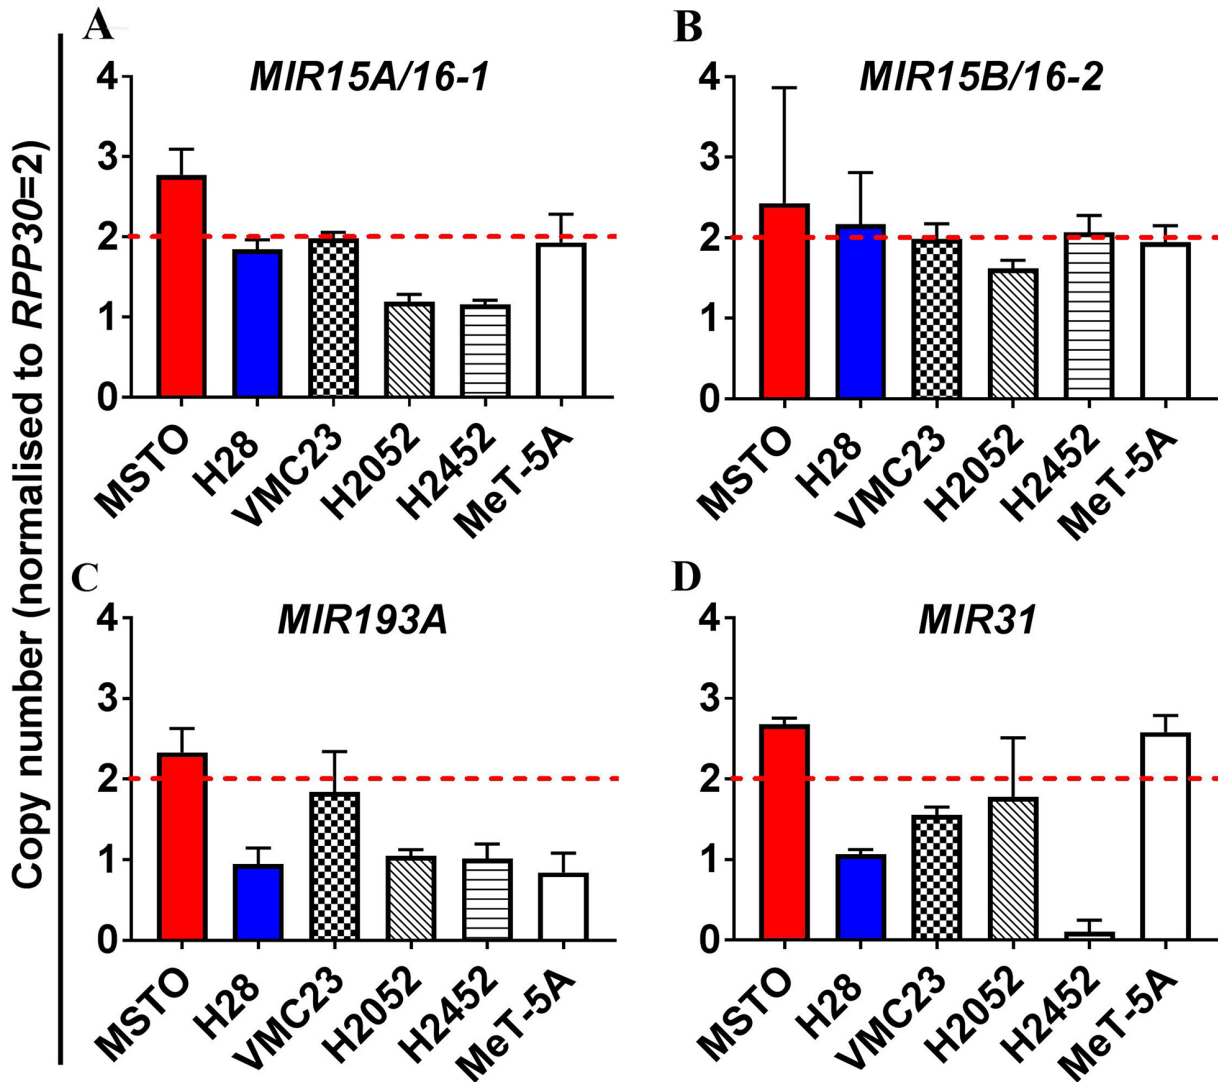 Copy number (normalised to RPP30=2)
A
MIR15A/16-1
4
3
2
1
0
MSTO
H28
VMC23
H2052
H2452
MeT-5A
B
MIR15B/16-2
4
3
2
1
0
MSTO
H28
VMC23
H2052
H2452
MeT-5A
C
MIR193A
4
3
2
1
0
MSTO
H28
VMC23
H2052
H2452
MeT-5A
D
MIR31
4
3
2
1
0
MSTO
H28
VMC23
H2052
H2452
MeT-5A